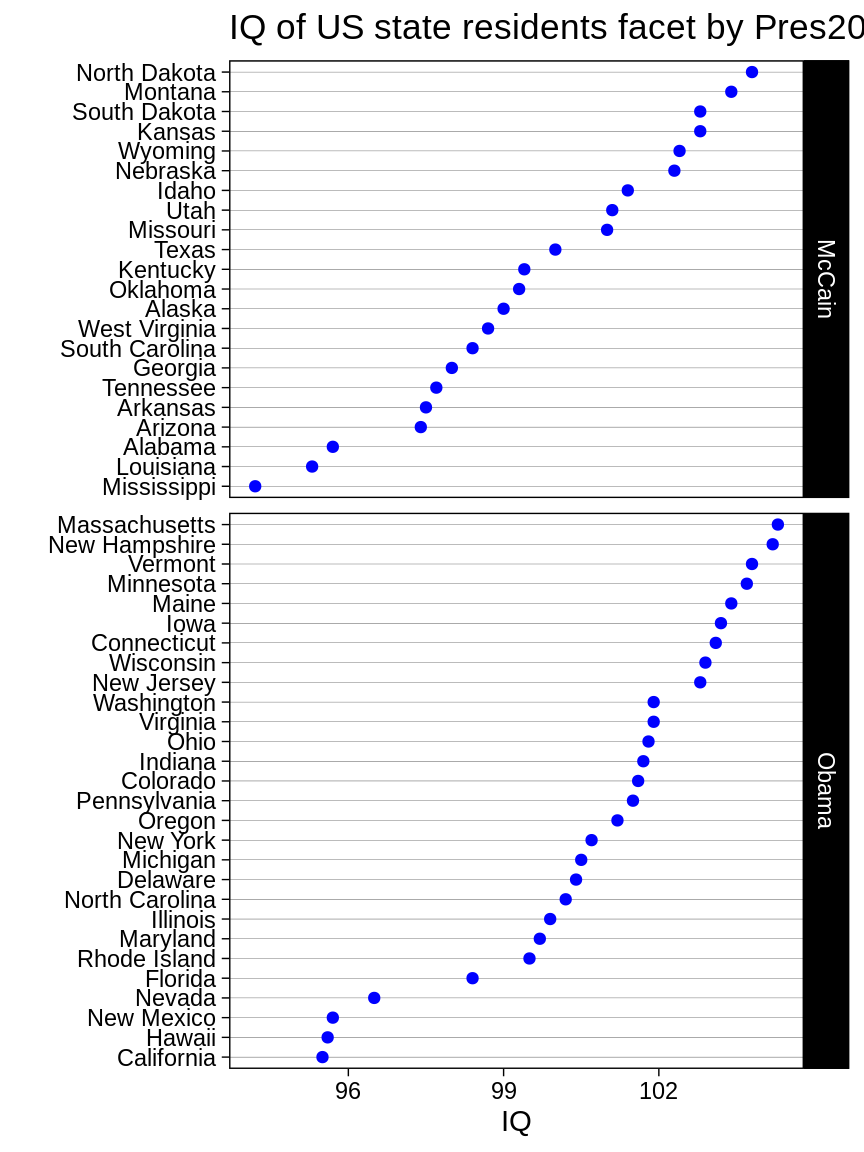 IQ of US state residents facet by Pres20
North Dakota
Montana
South Dakota
Kansas
Wyoming
Nebraska
Idaho
Utah
Missouri
Texas
Kentucky
Oklahoma
Alaska
West Virginia
South Carolina
Georgia
Tennessee
Arkansas
Arizona
Alabama
Louisiana
Mississippi
McCain
Massachusetts
New Hampshire
Vermont
Minnesota
Maine
Iowa
Connecticut
Wisconsin
New Jersey
Washington
Virginia
Ohio
Indiana
Colorado
Pennsylvania
Oregon
New York
Michigan
Delaware
North Carolina
Illinois
Maryland
Rhode Island
Florida
Nevada
New Mexico
Hawaii
California
Obama
96 99 102
IQ